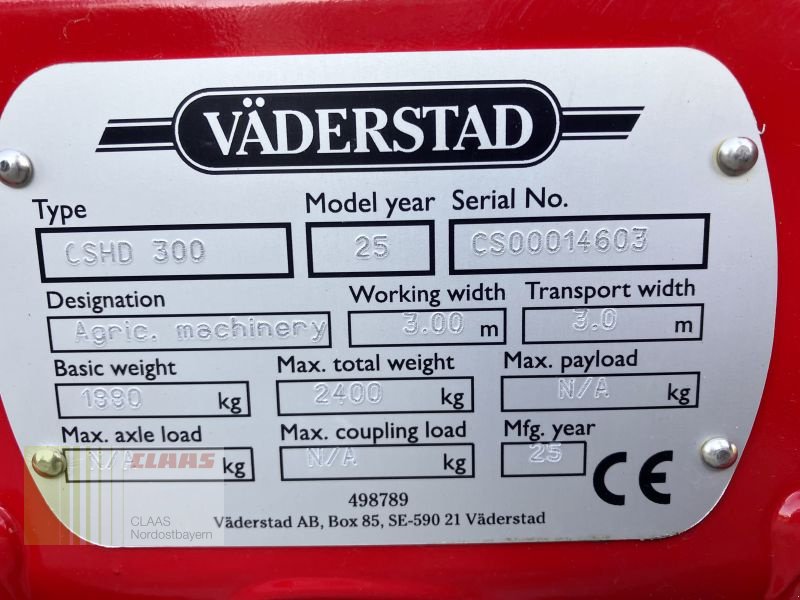 VÄDERSTAD
Type Model year Serial No.
CSHD 300 25 CS00014603
Designation Working width Transport width
Agric. machinery 3.00 m 3.0 m
Basic weight Max. total weight Max. payload
1880 kg 2400 kg N/A kg
Max. axle load Max. coupling load Mfg. year
N/A kg N/A kg 25 CE
498789
Väderstad AB, Box 85, SE-590 21 Väderstad
CLAAS
CLAAS
Nordostbayern